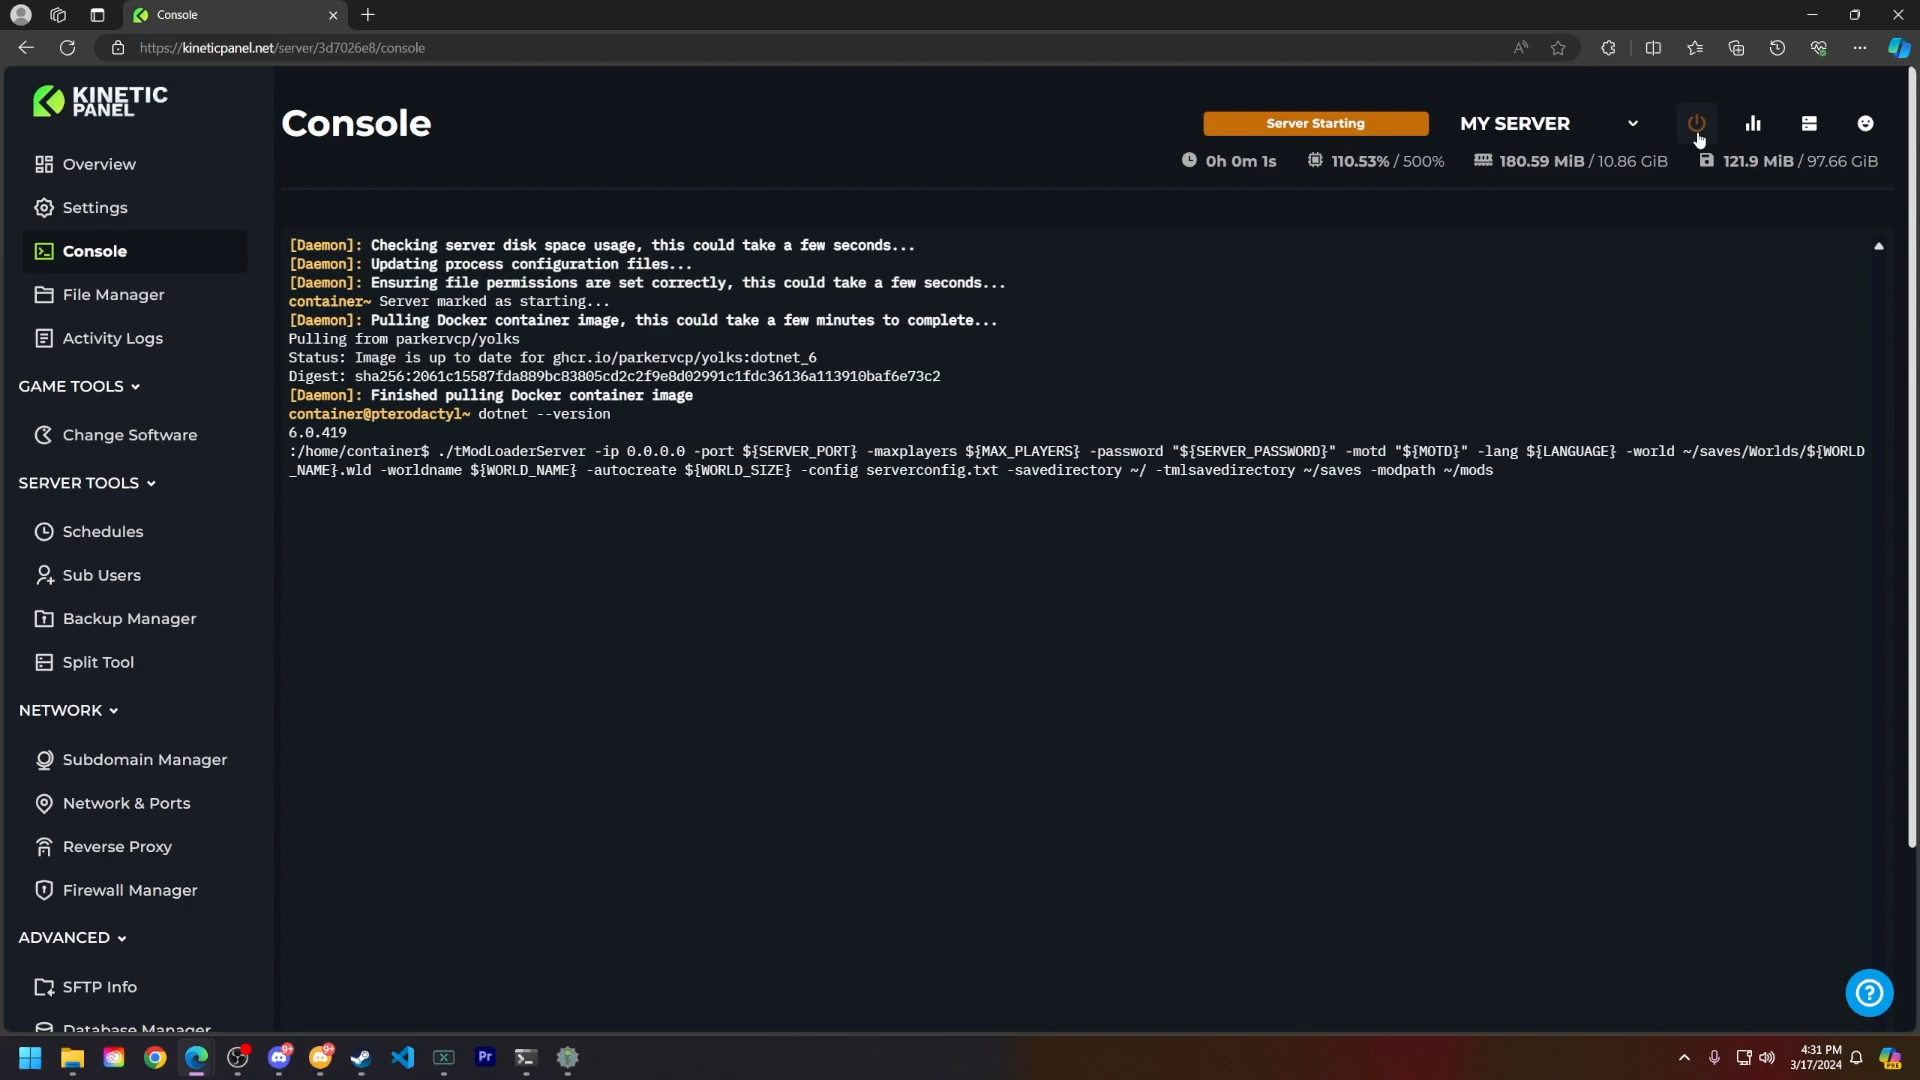 Console
https://kineticpanel.net/server/3d7026e8/console
KINETIC
PANEL
Console
Server Starting
MY SERVER
0h 0m 1s
110.53% / 500%
180.59 MiB / 10.86 GiB
121.9 MiB / 97.66 GiB
Overview
Settings
Console
File Manager
Activity Logs
GAME TOOLS
Change Software
SERVER TOOLS
Schedules
Sub Users
Backup Manager
Split Tool
NETWORK
Subdomain Manager
Network & Ports
Reverse Proxy
Firewall Manager
ADVANCED
SFTP Info
Database Manager
[Daemon]: Checking server disk space usage, this could take a few seconds...
[Daemon]: Updating process configuration files...
[Daemon]: Ensuring file permissions are set correctly, this could take a few seconds...
container~ Server marked as starting...
[Daemon]: Pulling Docker container image, this could take a few minutes to complete...
Pulling from parkervcp/yolks
Status: Image is up to date for ghcr.io/parkervcp/yolks:dotnet_6
Digest: sha256:2061c15587fda889bc83805cd2c2f9e8d02991c1fdc36136a113910baf6e73c2
[Daemon]: Finished pulling Docker container image
container@pterodactyl~ dotnet --version
6.0.419
:/home/container$ ./tModLoaderServer -ip 0.0.0.0 -port ${SERVER_PORT} -maxplayers ${MAX_PLAYERS} -password "${SERVER_PASSWORD}" -motd "${MOTD}" -lang ${LANGUAGE} -world ~/saves/Worlds/${WORLD
_NAME}.wld -worldname ${WORLD_NAME} -autocreate ${WORLD_SIZE} -config serverconfig.txt -savedirectory ~/ -tmlsavedirectory ~/saves -modpath ~/mods
9+
9+
Pr
4:31 PM
3/17/2024
PRE